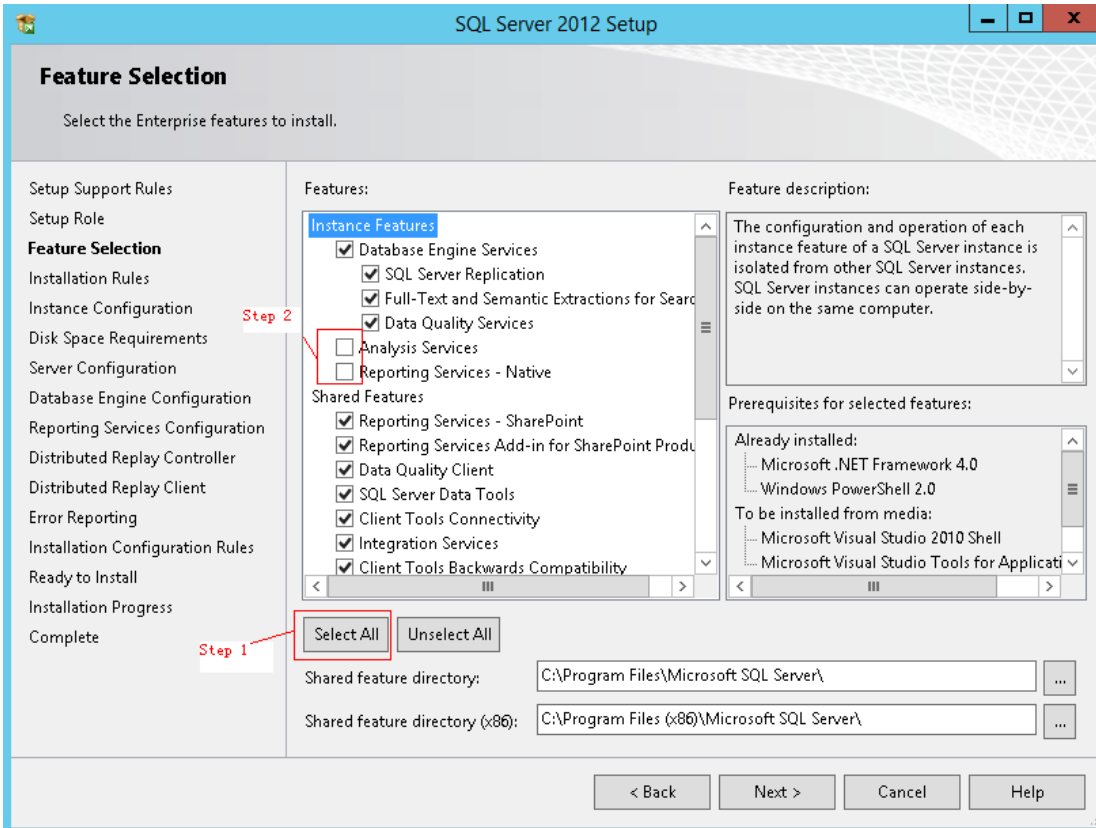 SQL Server 2012 Setup
Feature Selection
Select the Enterprise features to install.
Setup Support Rules
Setup Role
Feature Selection
Installation Rules
Instance Configuration
Disk Space Requirements
Server Configuration
Database Engine Configuration
Reporting Services Configuration
Distributed Replay Controller
Distributed Replay Client
Error Reporting
Installation Configuration Rules
Ready to Install
Installation Progress
Complete
Step 2
Step 1
Features:
Instance Features
Database Engine Services
SQL Server Replication
Full-Text and Semantic Extractions for Searc
Data Quality Services
Analysis Services
Reporting Services - Native
Shared Features
Reporting Services - SharePoint
Reporting Services Add-in for SharePoint Produ
Data Quality Client
SQL Server Data Tools
Client Tools Connectivity
Integration Services
Client Tools Backwards Compatibility
Feature description:
The configuration and operation of each
instance feature of a SQL Server instance is
isolated from other SQL Server instances.
SQL Server instances can operate side-by-
side on the same computer.
Prerequisites for selected features:
Already installed:
Microsoft .NET Framework 4.0
Windows PowerShell 2.0
To be installed from media:
Microsoft Visual Studio 2010 Shell
Microsoft Visual Studio Tools for Applicati
Select All
Unselect All
Shared feature directory:
C:\Program Files\Microsoft SQL Server\
...
Shared feature directory (x86):
C:\Program Files (x86)\Microsoft SQL Server\
...
< Back
Next >
Cancel
Help